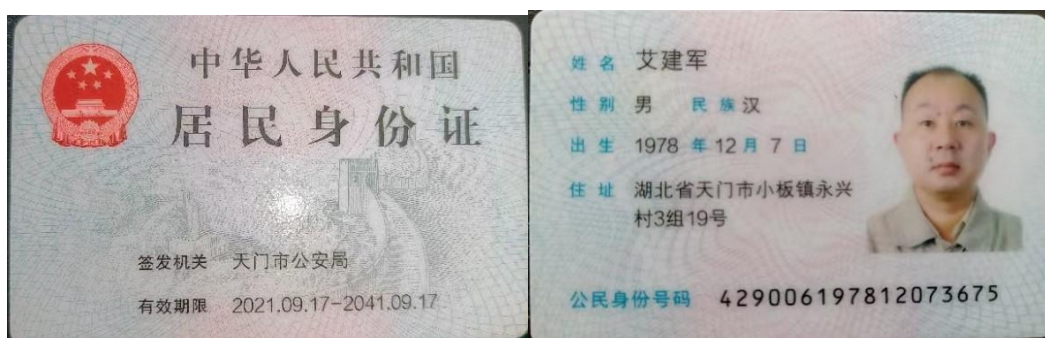 中华人民共和国
居民身份证
签发机关 天门市公安局
有效期限 2021.09.17-2041.09.17
姓名 艾建军
性别 男 民族 汉
出生 1978 年 12 月 7 日
住址 湖北省天门市小板镇永兴
村3组19号
公民身份号码 429006197812073675